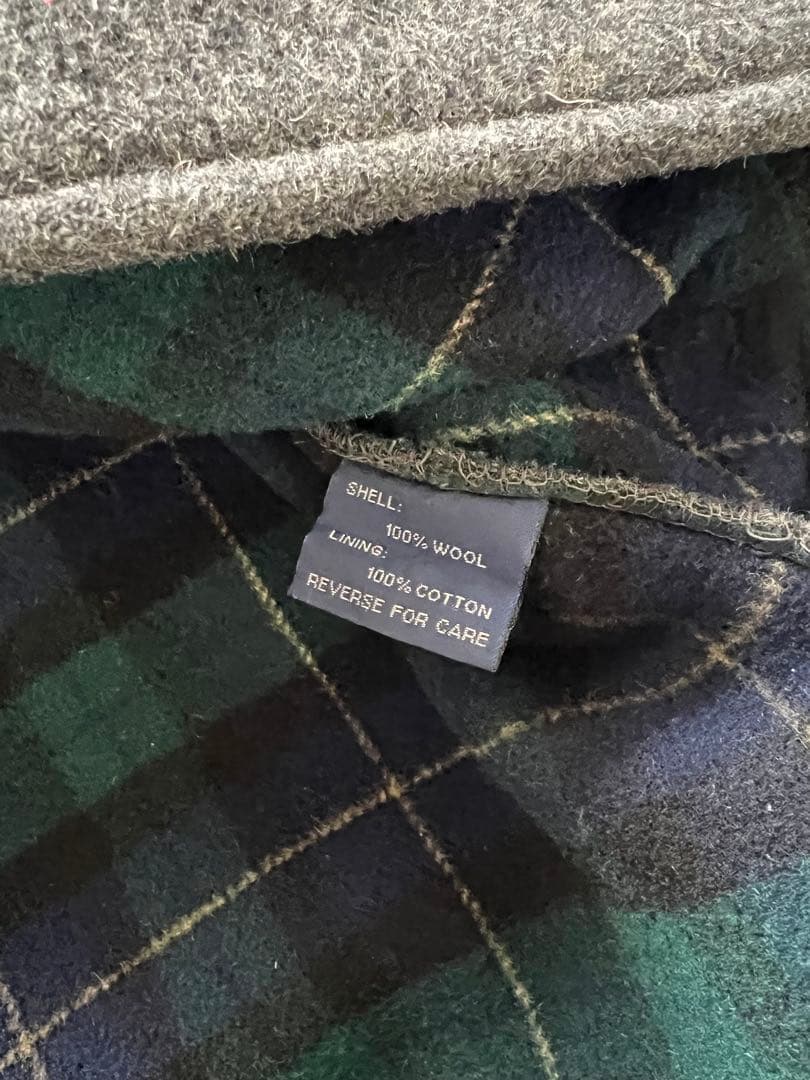 SHELL:
100% WOOL
LINING:
100% COTTON
REVERSE FOR CARE